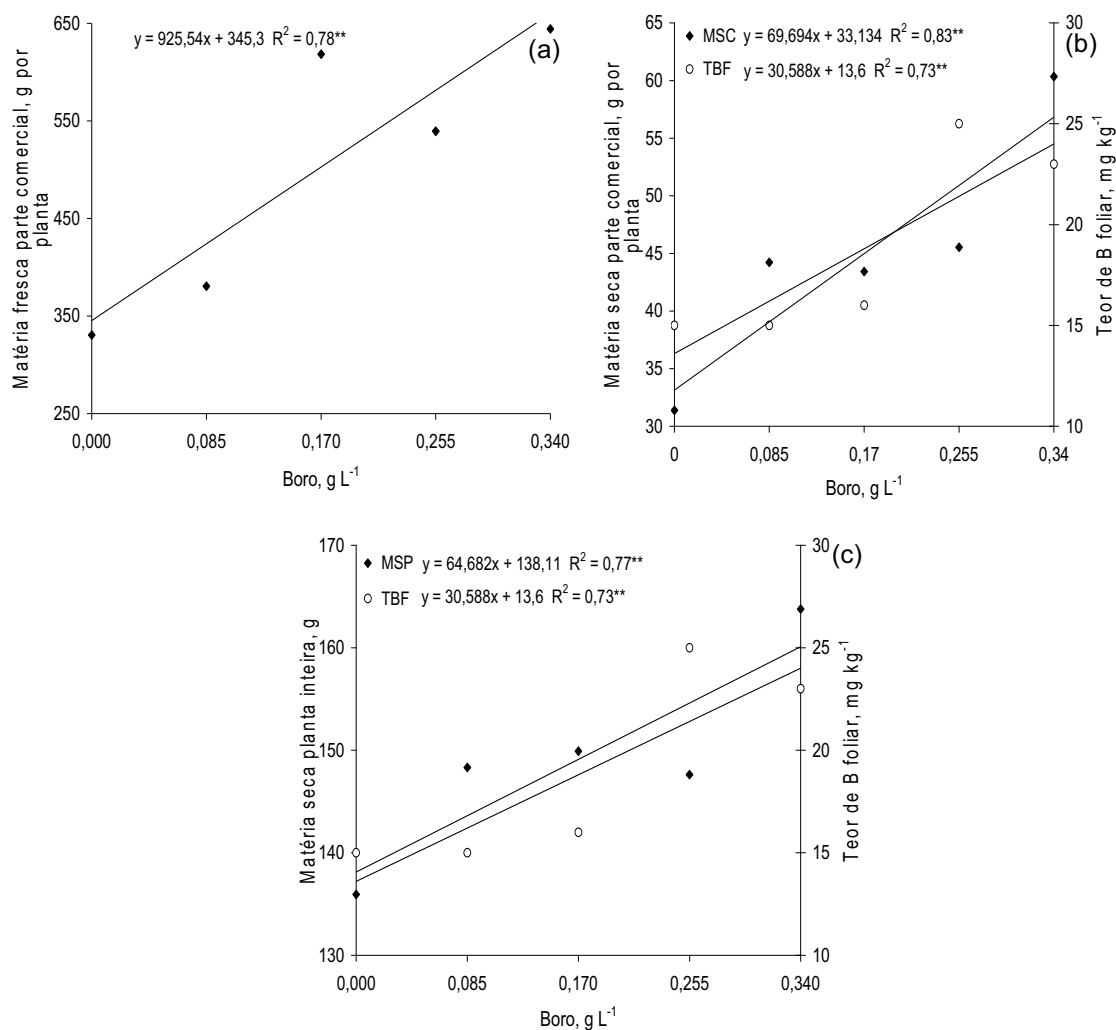 650
550
450
350
250
Matéria fresca parte comercial, g por
planta
y = 925,54x + 345,3 R² = 0,78**
(a)
0,000 0,085 0,170 0,255 0,340
Boro, g L⁻¹
65
60
55
50
45
40
35
30
Matéria seca parte comercial, g por
planta
MSC y = 69,694x + 33,134 R² = 0,83**
TBF y = 30,588x + 13,6 R² = 0,73**
(b)
30
25
20
15
10
Teor de B foliar, mg kg⁻¹
0 0,085 0,17 0,255 0,34
Boro, g L⁻¹
170
160
150
140
130
Matéria seca planta inteira, g
MSP y = 64,682x + 138,11 R² = 0,77**
TBF y = 30,588x + 13,6 R² = 0,73**
(c)
30
25
20
15
10
Teor de B foliar, mg kg⁻¹
0,000 0,085 0,170 0,255 0,340
Boro, g L⁻¹